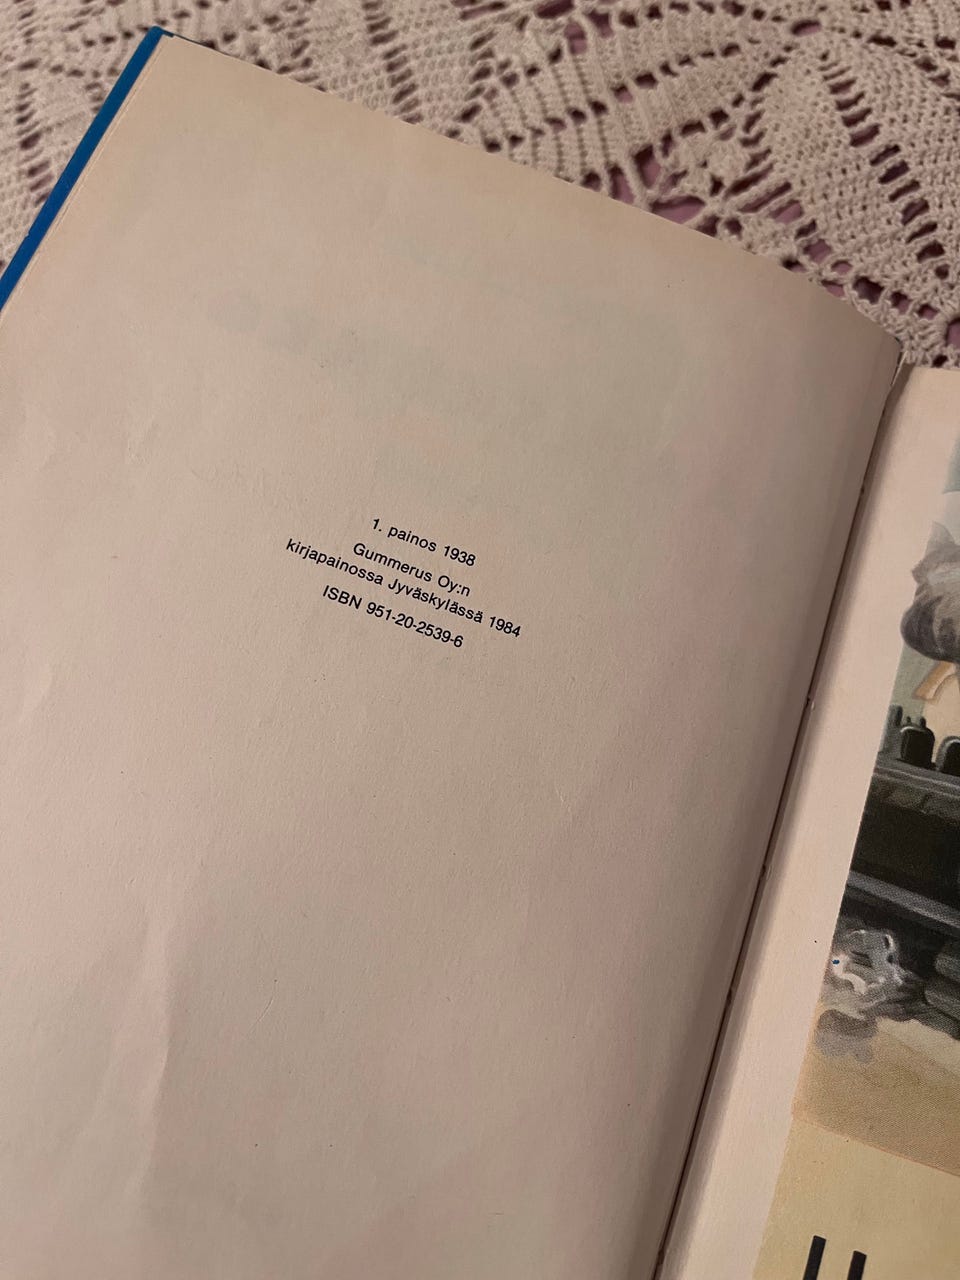 1. painos 1938
Gummerus Oy:n
kirjapainossa Jyväskylässä 1984
ISBN 951-20-2539-6